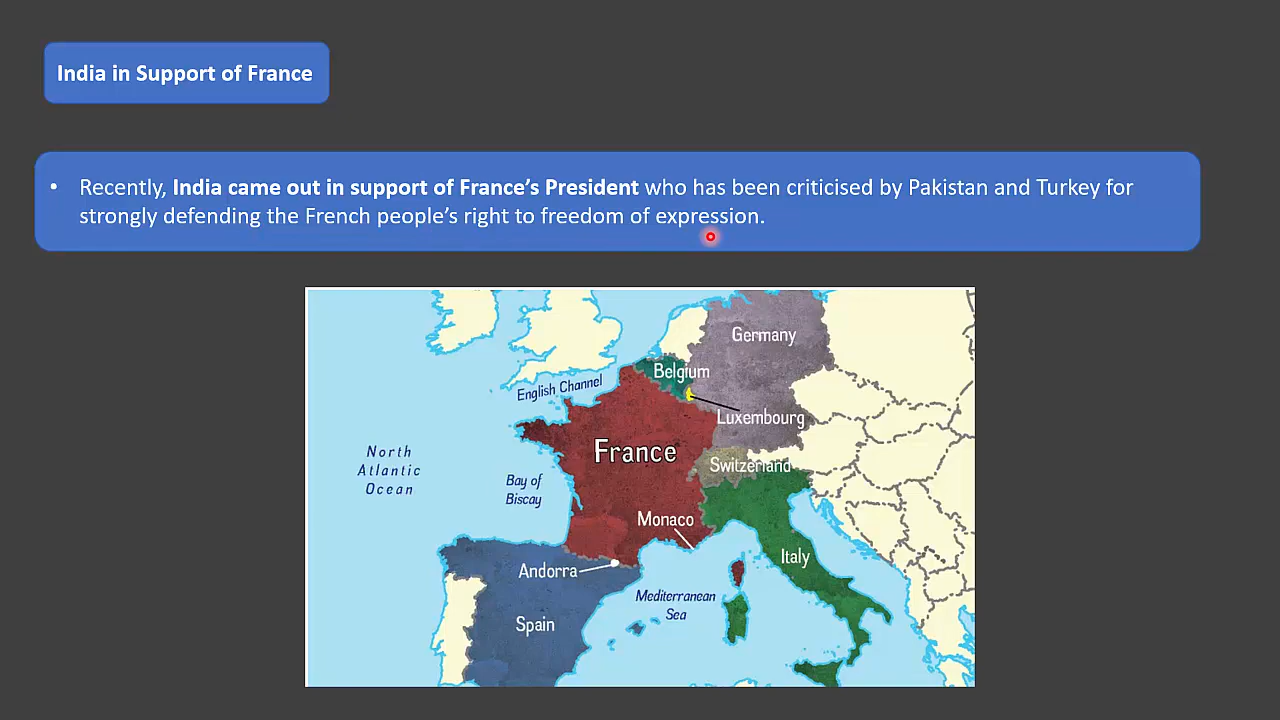 India in Support of France
• Recently, India came out in support of France’s President who has been criticised by Pakistan and Turkey for
strongly defending the French people’s right to freedom of expression.
Germany
Belgium
English Channel
Luxembourg
France
North
Atlantic
Ocean
Switzerland
Bay of
Biscay
Monaco
Italy
Andorra
Mediterranean
Sea
Spain